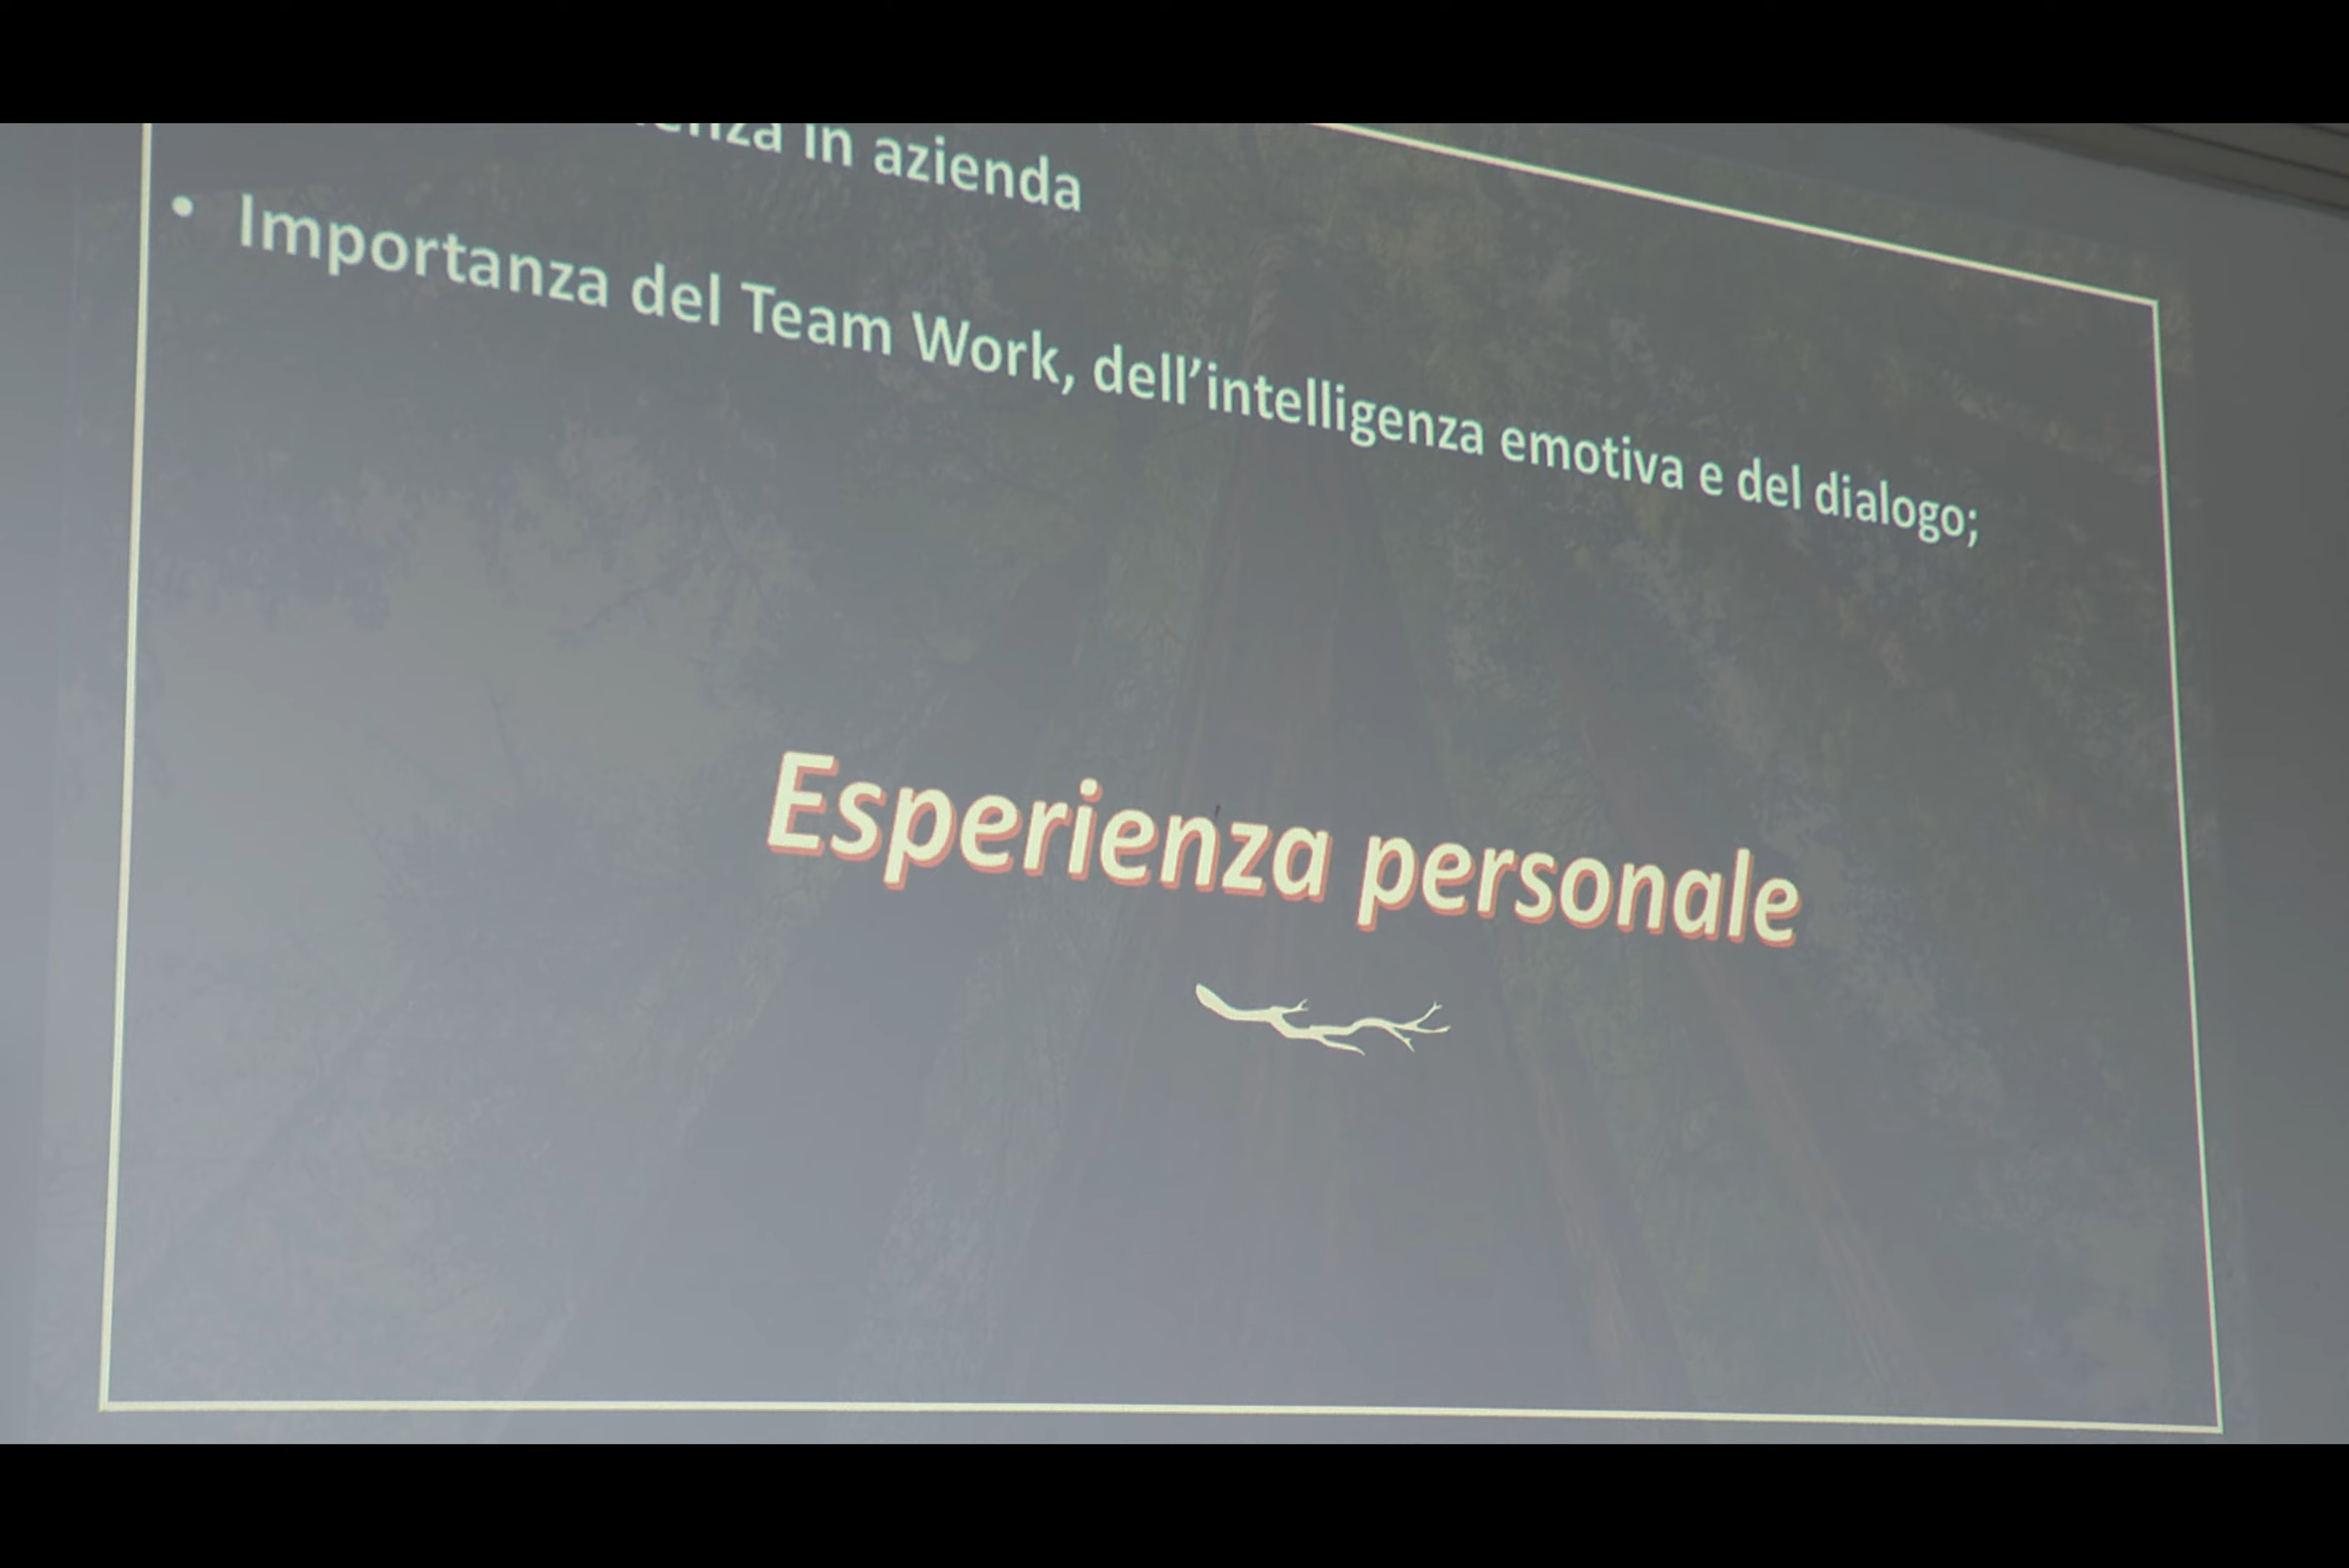 in azienda
• Importanza del Team Work, dell’intelligenza emotiva e del dialogo;
Esperienza personale